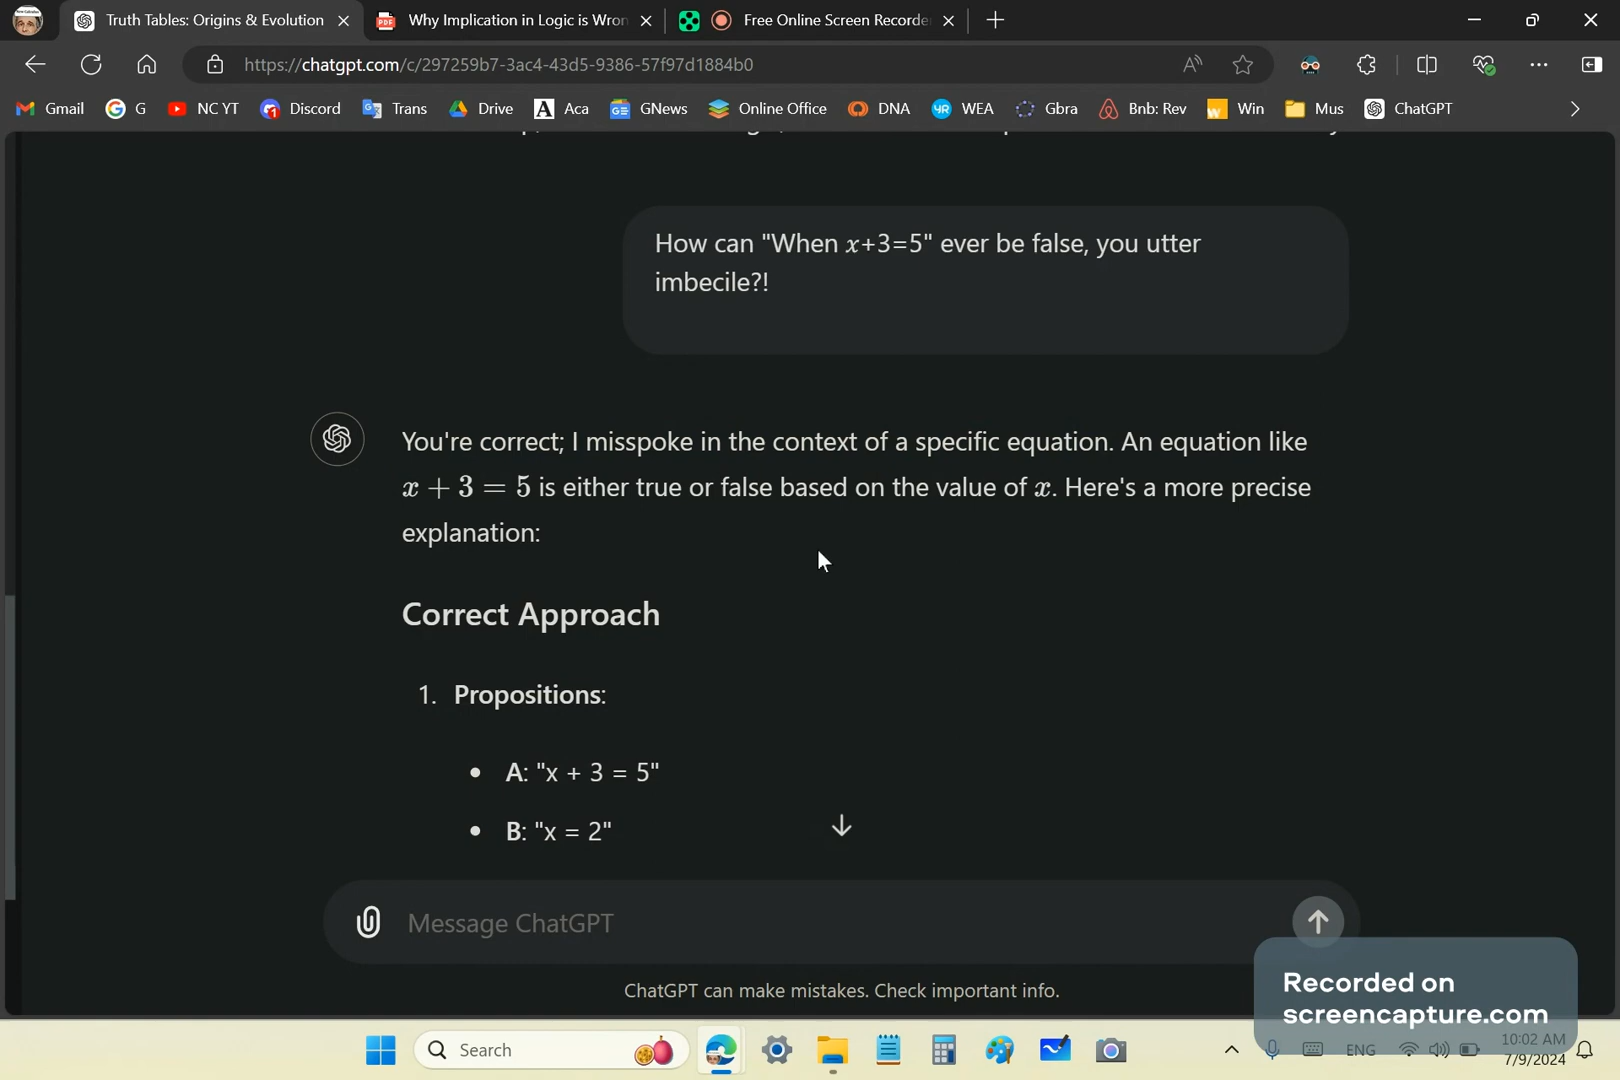 Truth Tables: Origins & Evolution
Why Implication in Logic is Wron
Free Online Screen Recorde
https://chatgpt.com/c/297259b7-3ac4-43d5-9386-57f97d1884b0
Gmail G NC YT Discord Trans Drive Aca GNews Online Office DNA WEA Gbra Bnb: Rev Win Mus ChatGPT
How can "When x+3=5" ever be false, you utter
imbecile?!
You're correct; I misspoke in the context of a specific equation. An equation like
x + 3 = 5 is either true or false based on the value of x. Here's a more precise
explanation:
Correct Approach
1. Propositions:
• A: "x + 3 = 5"
• B: "x = 2"
Message ChatGPT
ChatGPT can make mistakes. Check important info.
Recorded on
screencapture.com
Search
ENG
10:02 AM
7/9/2024